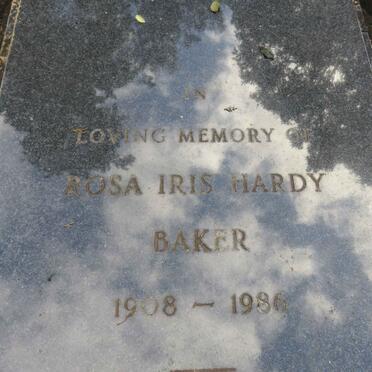 IN
LOVING MEMORY OF
ROSA IRIS HARDY
BAKER
1908 – 1986